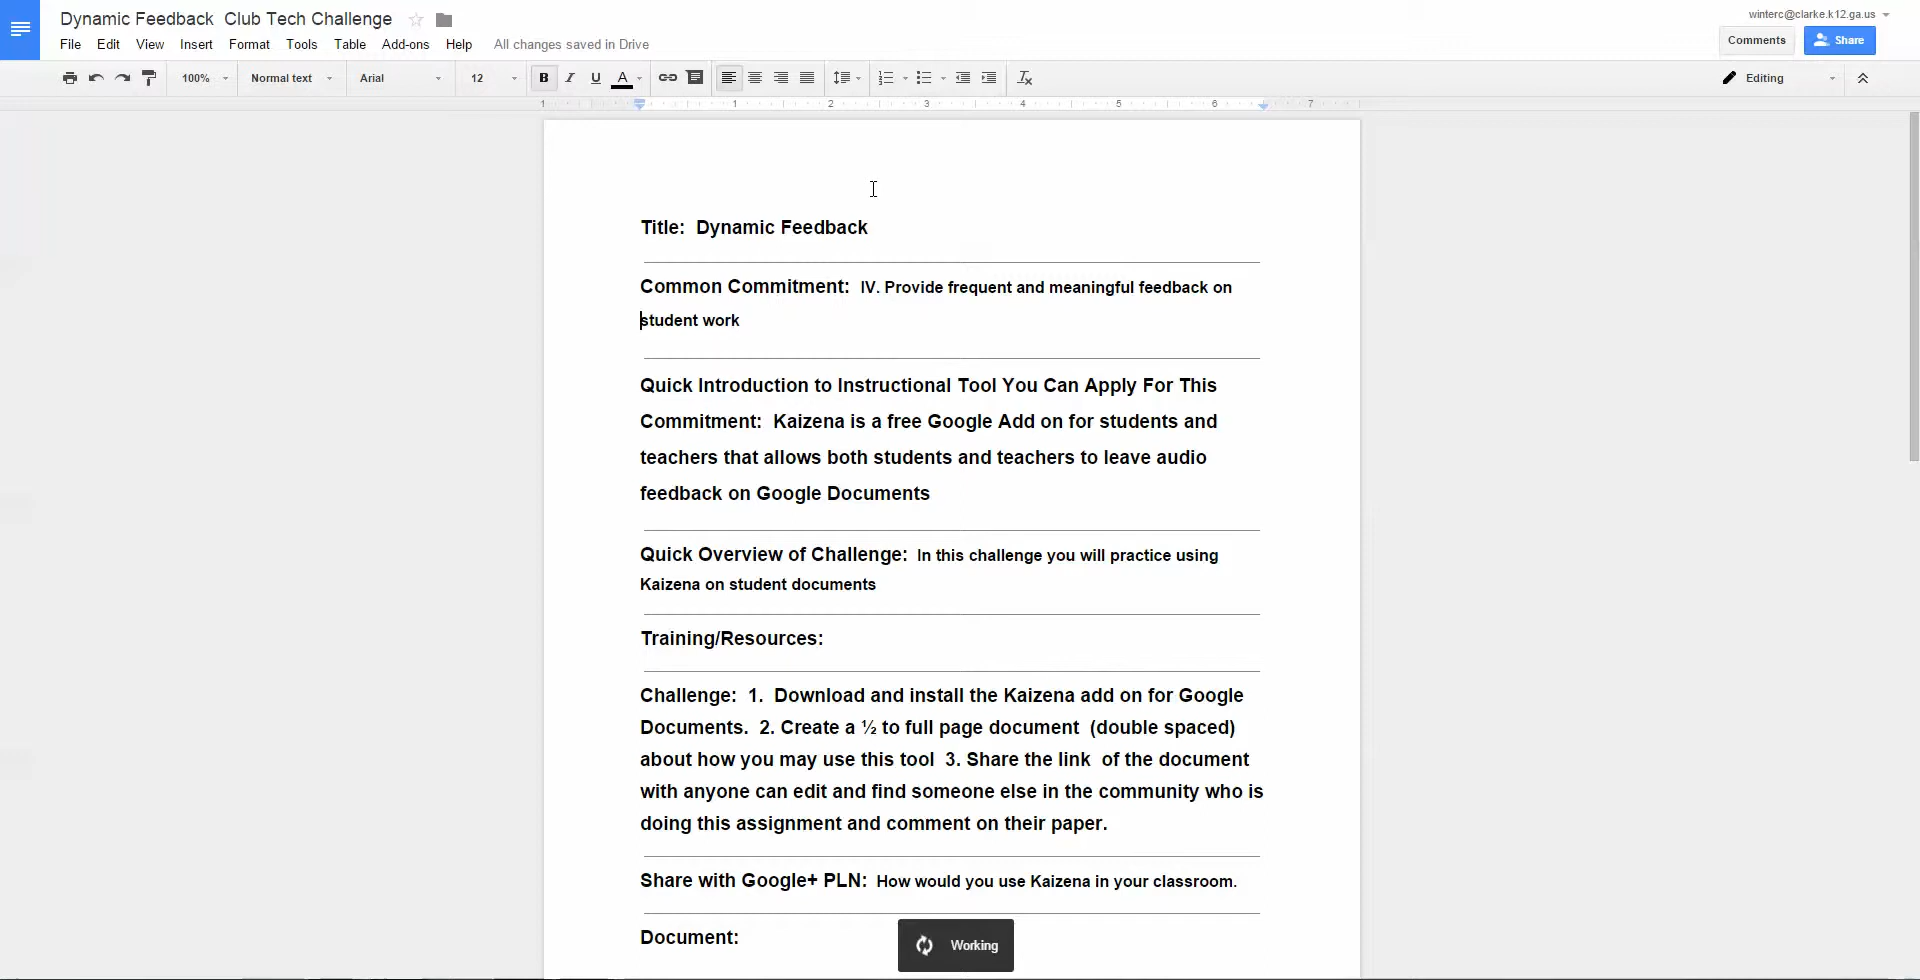 Dynamic Feedback  Club Tech Challenge
winterc@clarke.k12.ga.us
File Edit View Insert Format Tools Table Add-ons Help All changes saved in Drive
Comments Share
100% Normal text Arial 12 B I U A Editing
1 1 2 3 4 5 6 7
Title:  Dynamic Feedback
Common Commitment:  IV. Provide frequent and meaningful feedback on
student work
Quick Introduction to Instructional Tool You Can Apply For This
Commitment:  Kaizena is a free Google Add on for students and
teachers that allows both students and teachers to leave audio
feedback on Google Documents
Quick Overview of Challenge:  In this challenge you will practice using
Kaizena on student documents
Training/Resources:
Challenge:  1.  Download and install the Kaizena add on for Google
Documents.  2. Create a ½ to full page document  (double spaced)
about how you may use this tool  3. Share the link  of the document
with anyone can edit and find someone else in the community who is
doing this assignment and comment on their paper.
Share with Google+ PLN:  How would you use Kaizena in your classroom.
Document:
Working